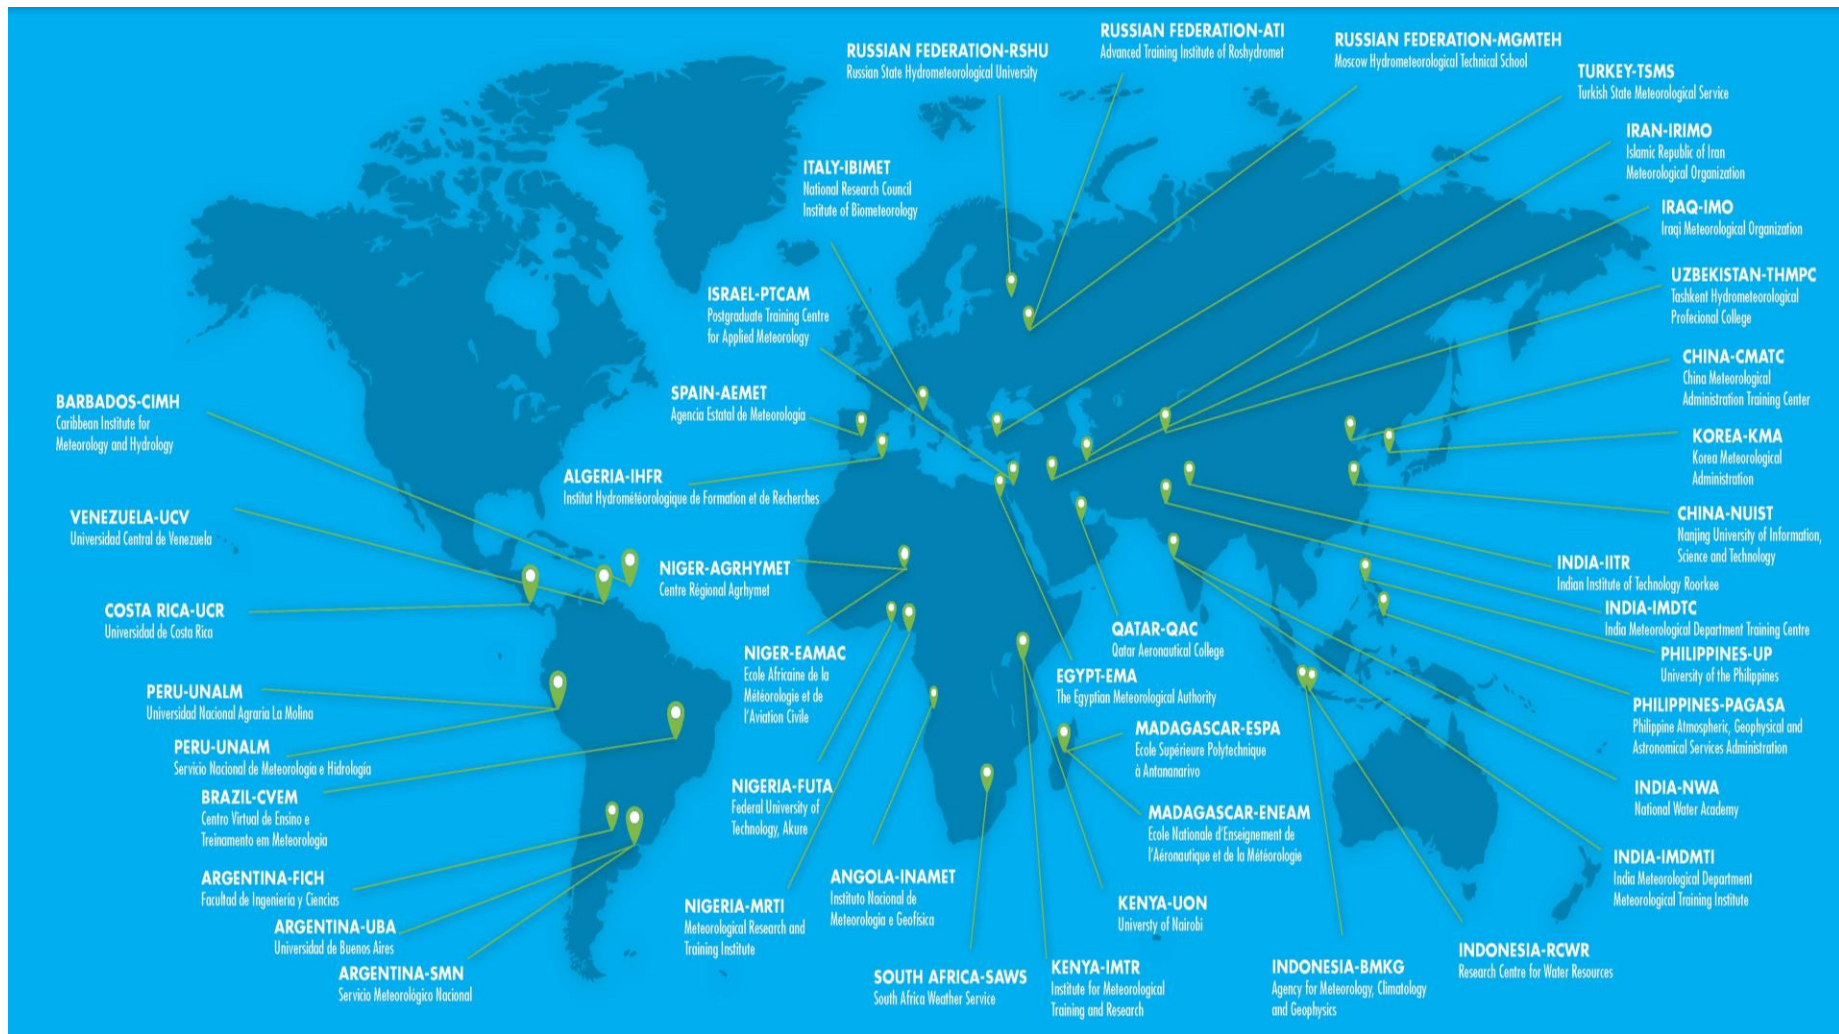 RUSSIAN FEDERATION-RSHU
Russian State Hydrometeorological University
RUSSIAN FEDERATION-ATI
Advanced Training Institute of Roshydromet
RUSSIAN FEDERATION-MGMTEH
Moscow Hydrometeorological Technical School
TURKEY-TSMS
Turkish State Meteorological Service
IRAN-IRIMO
Islamic Republic of Iran
Meteorological Organization
IRAQ-IMO
Iraqi Meteorological Organization
UZBEKISTAN-THMPC
Tashkent Hydrometeorological
Profecional College
CHINA-CMATC
China Meteorological
Administration Training Center
KOREA-KMA
Korea Meteorological
Administration
CHINA-NUIST
Nanjing University of Information,
Science and Technology
INDIA-IITR
Indian Institute of Technology Roorkee
INDIA-IMDTC
India Meteorological Department Training Centre
PHILIPPINES-UP
University of the Philippines
PHILIPPINES-PAGASA
Philippine Atmospheric, Geophysical and
Astronomical Services Administration
INDIA-NWA
National Water Academy
INDIA-IMDMTI
India Meteorological Department
Meteorological Training Institute
INDONESIA-RCWR
Research Centre for Water Resources
INDONESIA-BMKG
Agency for Meteorology, Climatology
and Geophysics
ITALY-IBIMET
National Research Council
Institute of Biometeorology
ISRAEL-PTCAM
Postgraduate Training Centre
for Applied Meteorology
SPAIN-AEMET
Agencia Estatal de Meteorologia
ALGERIA-IHFR
Institut Hydrométéorologique de Formation et de Recherches
NIGER-AGRHYMET
Centre Régional Agrhymet
NIGER-EAMAC
Ecole Africaine de la
Météorologie et de
l'Aviation Civile
NIGERIA-FUTA
Federal University of
Technology, Akure
NIGERIA-MRTI
Meteorological Research and
Training Institute
ANGOLA-INAMET
Instituto Nacional de
Meteorologia e Geofísica
SOUTH AFRICA-SAWS
South Africa Weather Service
KENYA-IMTR
Institute for Meteorological
Training and Research
KENYA-UON
Universty of Nairobi
MADAGASCAR-ENEAM
Ecole Nationale d'Enseignement de
l'Aéronautique et de la Météorologie
MADAGASCAR-ESPA
Ecole Supérieure Polytechnique
à Antananarivo
EGYPT-EMA
The Egyptian Meteorological Authority
QATAR-QAC
Qatar Aeronautical College
BARBADOS-CIMH
Caribbean Institute for
Meteorology and Hydrology
VENEZUELA-UCV
Universidad Central de Venezuela
COSTA RICA-UCR
Universidad de Costa Rica
PERU-UNALM
Universidad Nacional Agraria La Molina
PERU-UNALM
Servicio Nacional de Meteorología e Hidrología
BRAZIL-CVEM
Centro Virtual de Ensino e
Treinamento em Meteorologia
ARGENTINA-FICH
Facultad de Ingeniería y Ciencias
ARGENTINA-UBA
Universidad de Buenos Aires
ARGENTINA-SMN
Servicio Meteorológico Nacional